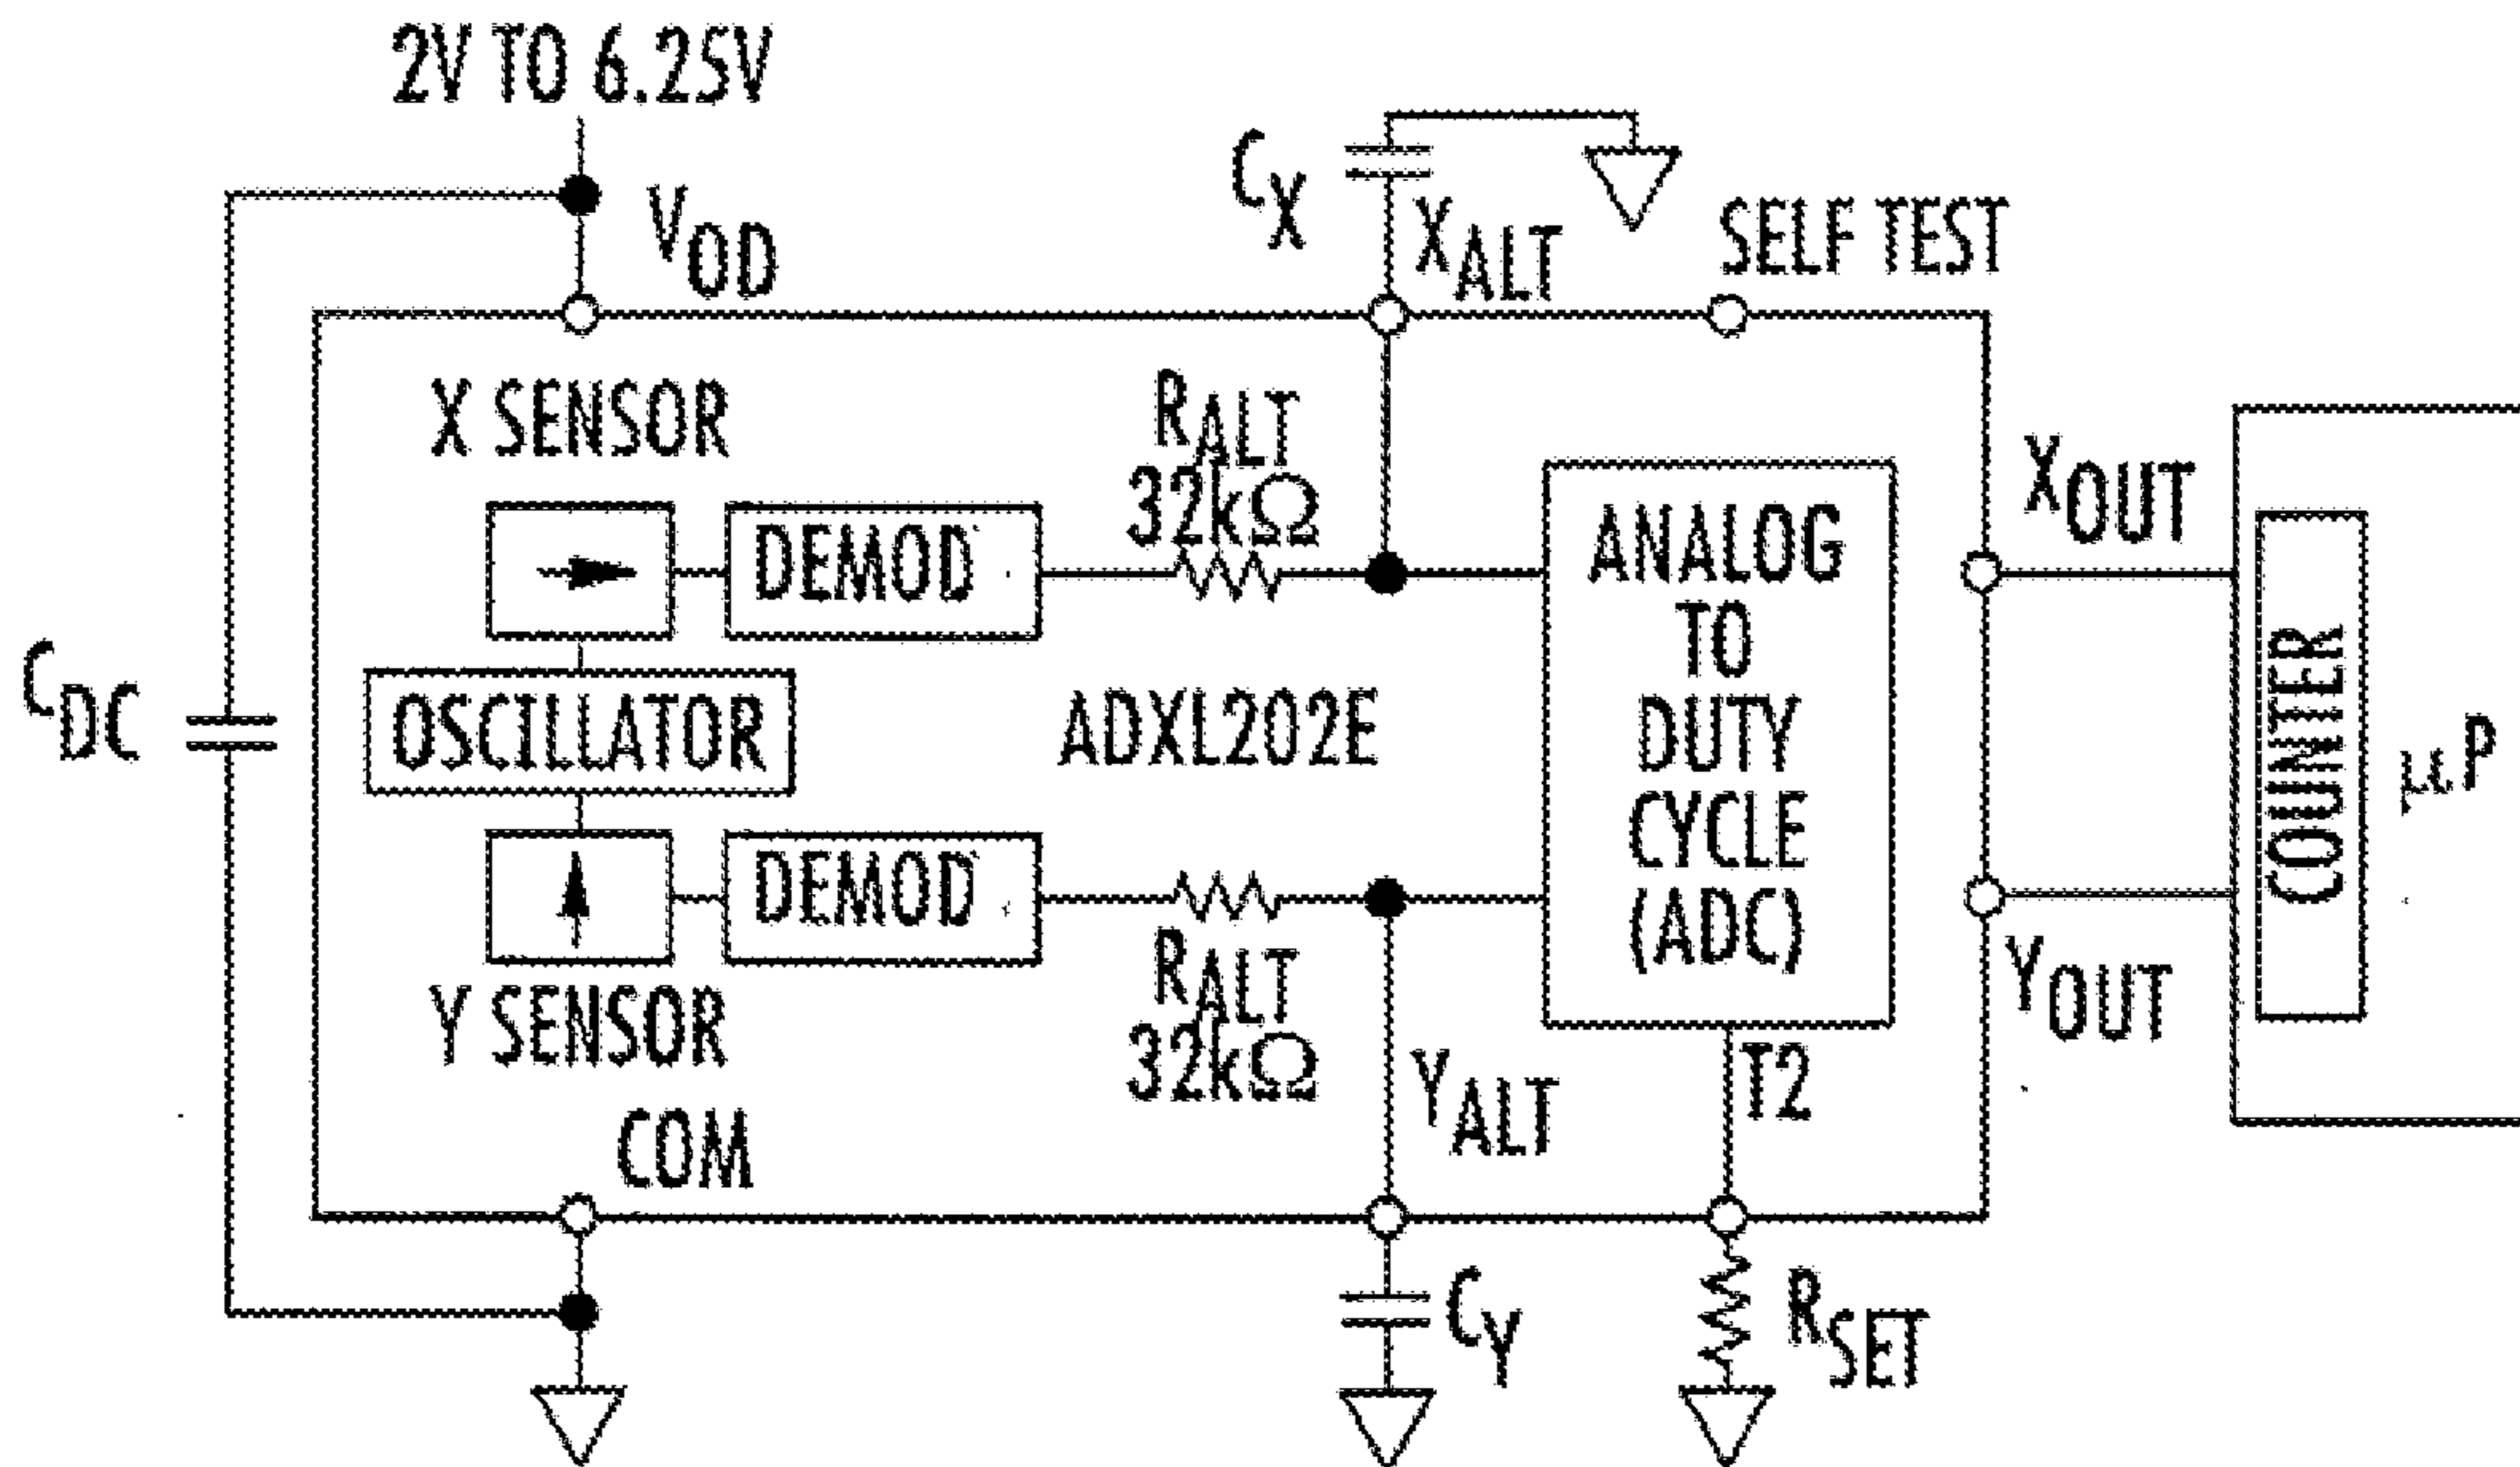 2V TO 6.25V
VOD
CX
XALT
SELF TEST
X SENSOR
RALT
32kΩ
DEMOD
ANALOG
TO
DUTY
CYCLE
(ADC)
XOUT
CDC
OSCILLATOR
ADXL202E
COUNTER
μP
DEMOD
Y SENSOR
RALT
32kΩ
YOUT
T2
YALT
COM
CY
RSET